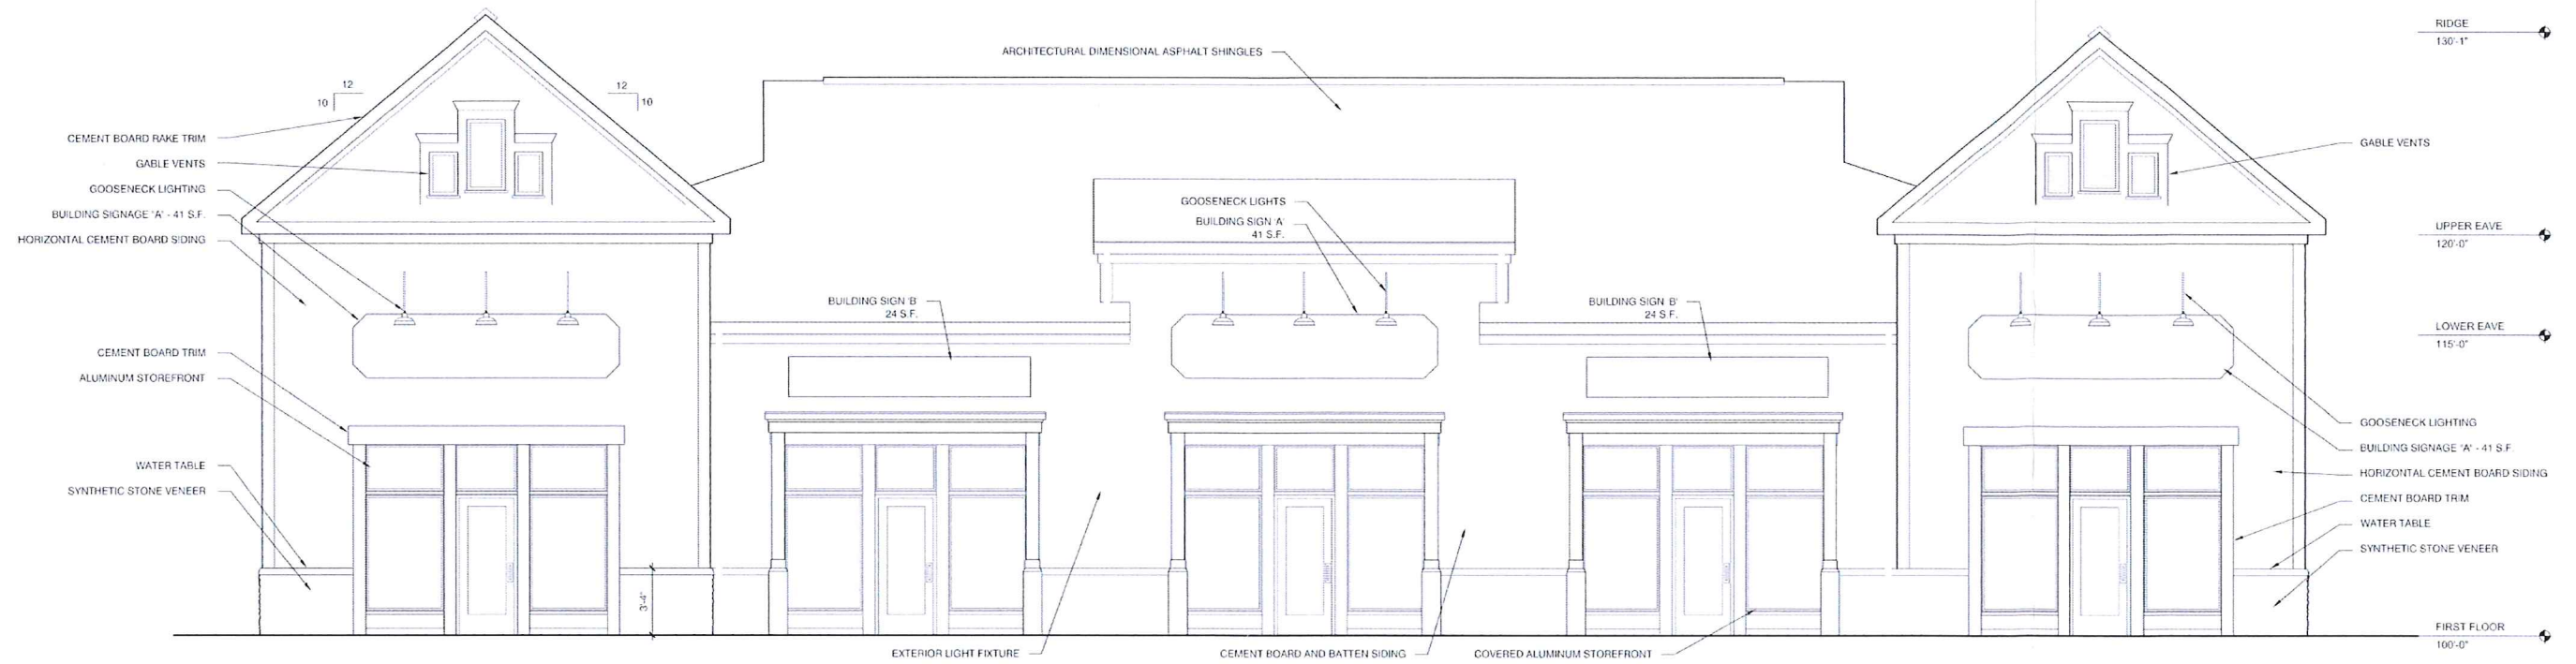 RIDGE
130'-1"
ARCHITECTURAL DIMENSIONAL ASPHALT SHINGLES
12
10
12
10
CEMENT BOARD RAKE TRIM
GABLE VENTS
GOOSENECK LIGHTING
BUILDING SIGNAGE 'A' - 41 S.F.
HORIZONTAL CEMENT BOARD SIDING
CEMENT BOARD TRIM
ALUMINUM STOREFRONT
WATER TABLE
SYNTHETIC STONE VENEER
3'-4"
GOOSENECK LIGHTS
BUILDING SIGN 'A'
41 S.F.
BUILDING SIGN 'B'
24 S.F.
BUILDING SIGN 'B'
24 S.F.
EXTERIOR LIGHT FIXTURE
CEMENT BOARD AND BATTEN SIDING
COVERED ALUMINUM STOREFRONT
GABLE VENTS
UPPER EAVE
120'-0"
LOWER EAVE
115'-0"
GOOSENECK LIGHTING
BUILDING SIGNAGE "A" - 41 S.F.
HORIZONTAL CEMENT BOARD SIDING
CEMENT BOARD TRIM
WATER TABLE
SYNTHETIC STONE VENEER
FIRST FLOOR
100'-0"